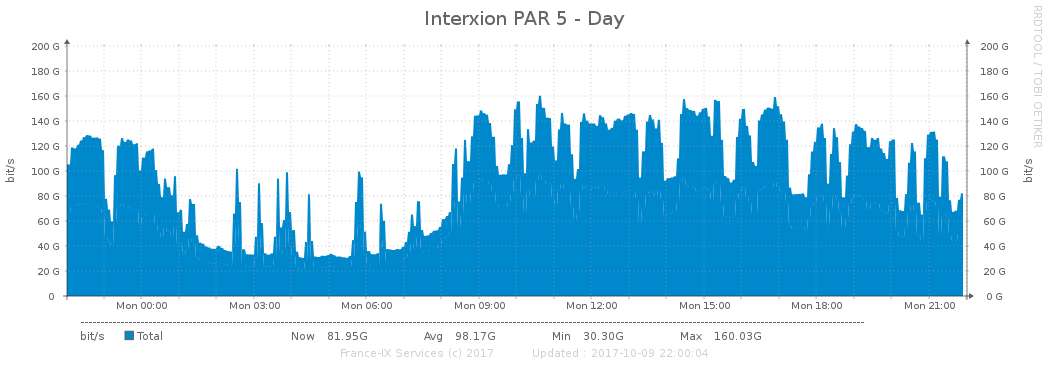 Interxion PAR 5 - Day
RRDTOOL / TOBI OETIKER
200 G 200 G
180 G 180 G
160 G 160 G
140 G 140 G
120 G 120 G
100 G 100 G
80 G 80 G
60 G 60 G
40 G 40 G
20 G 20 G
0 0 G
bit/s
bit/s
Mon 00:00 Mon 03:00 Mon 06:00 Mon 09:00 Mon 12:00 Mon 15:00 Mon 18:00 Mon 21:00
bit/s Total Now 81.95G Avg 98.17G Min 30.30G Max 160.03G
France-IX Services (c) 2017 Updated : 2017-10-09 22:00:04